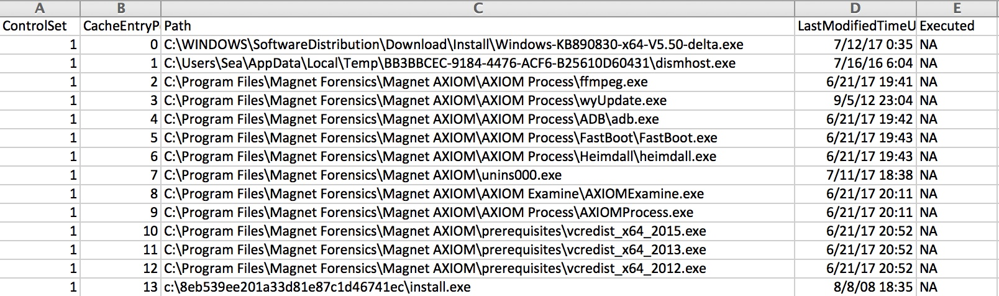 A B C D E
ControlSet CacheEntryP Path LastModifiedTimeU Executed
1 0 C:\WINDOWS\SoftwareDistribution\Download\Install\Windows-KB890830-x64-V5.50-delta.exe 7/12/17 0:35 NA
1 1 C:\Users\Sea\AppData\Local\Temp\BB3BBCEC-9184-4476-ACF6-B25610D60431\dismhost.exe 7/16/16 6:04 NA
1 2 C:\Program Files\Magnet Forensics\Magnet AXIOM\AXIOM Process\ffmpeg.exe 6/21/17 19:41 NA
1 3 C:\Program Files\Magnet Forensics\Magnet AXIOM\AXIOM Process\wyUpdate.exe 9/5/12 23:04 NA
1 4 C:\Program Files\Magnet Forensics\Magnet AXIOM\AXIOM Process\ADB\adb.exe 6/21/17 19:42 NA
1 5 C:\Program Files\Magnet Forensics\Magnet AXIOM\AXIOM Process\FastBoot\FastBoot.exe 6/21/17 19:43 NA
1 6 C:\Program Files\Magnet Forensics\Magnet AXIOM\AXIOM Process\Heimdall\heimdall.exe 6/21/17 19:43 NA
1 7 C:\Program Files\Magnet Forensics\Magnet AXIOM\unins000.exe 7/11/17 18:38 NA
1 8 C:\Program Files\Magnet Forensics\Magnet AXIOM\AXIOM Examine\AXIOMExamine.exe 6/21/17 20:11 NA
1 9 C:\Program Files\Magnet Forensics\Magnet AXIOM\AXIOM Process\AXIOMProcess.exe 6/21/17 20:11 NA
1 10 C:\Program Files\Magnet Forensics\Magnet AXIOM\prerequisites\vcredist_x64_2015.exe 6/21/17 20:52 NA
1 11 C:\Program Files\Magnet Forensics\Magnet AXIOM\prerequisites\vcredist_x64_2013.exe 6/21/17 20:52 NA
1 12 C:\Program Files\Magnet Forensics\Magnet AXIOM\prerequisites\vcredist_x64_2012.exe 6/21/17 20:52 NA
1 13 c:\8eb539ee201a33d81e87c1d46741ec\install.exe 8/8/08 18:35 NA